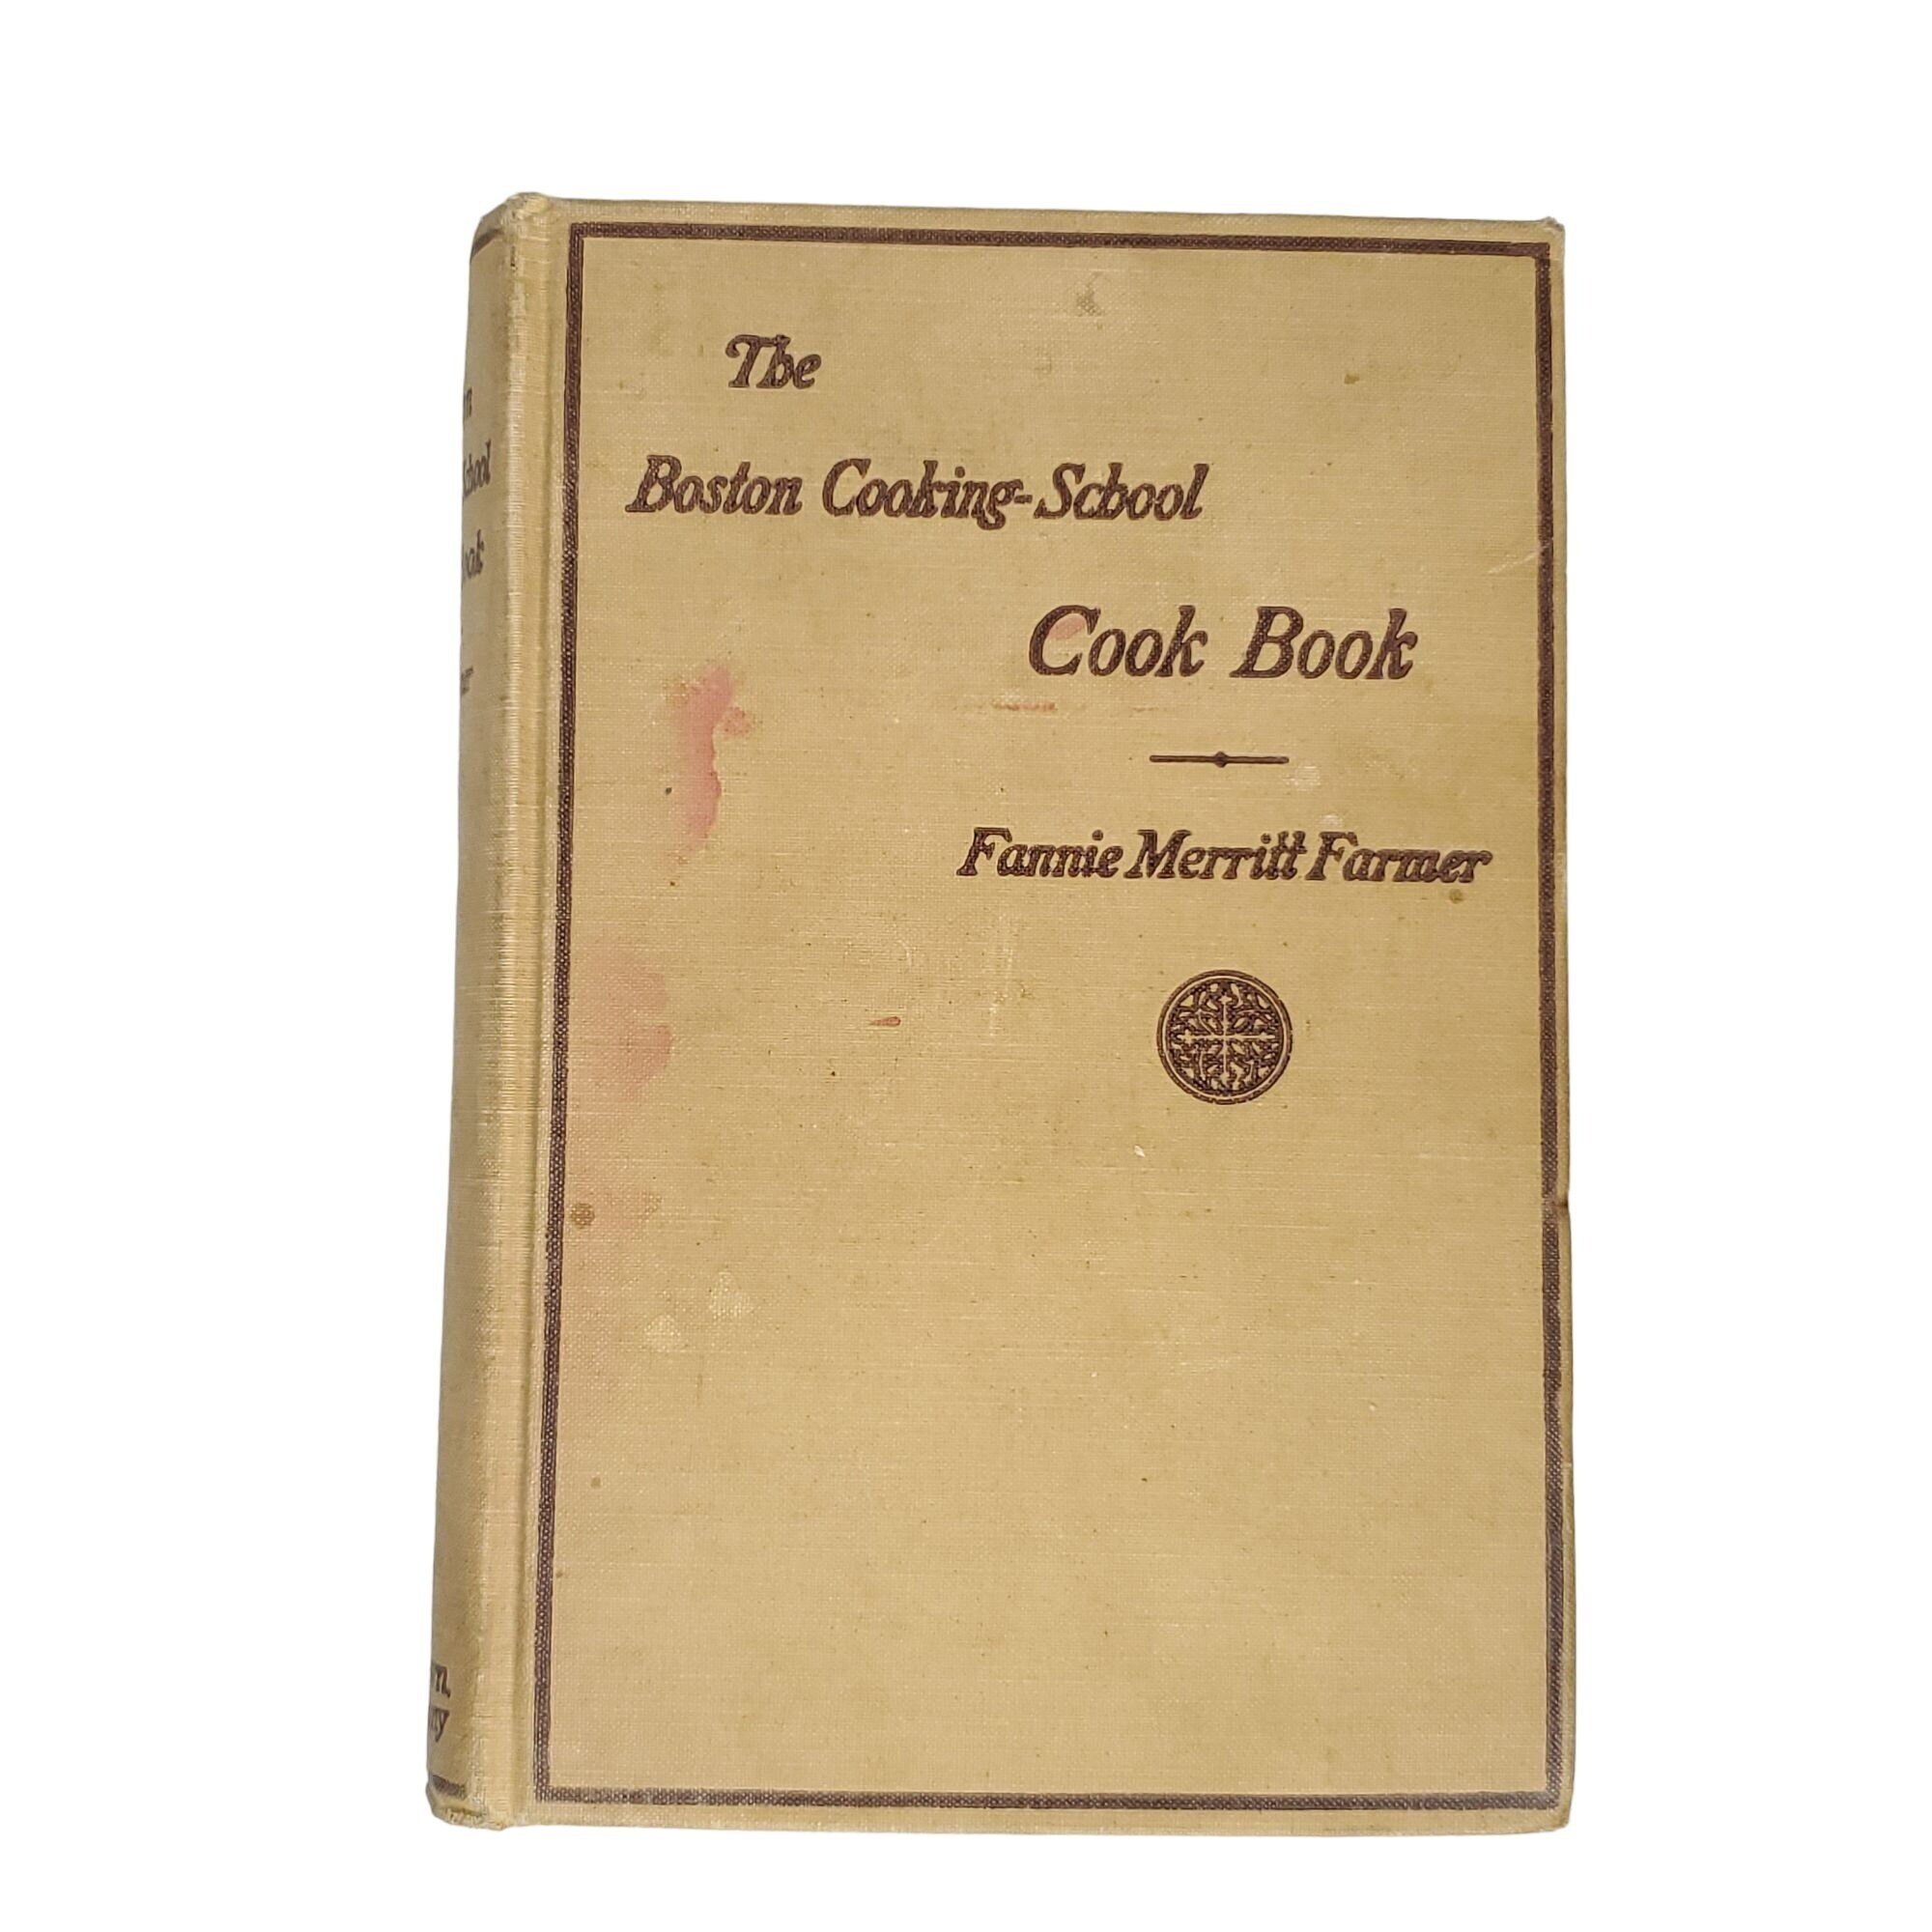 The
Boston Cooking-School
Cook Book
Fannie Merritt Farmer